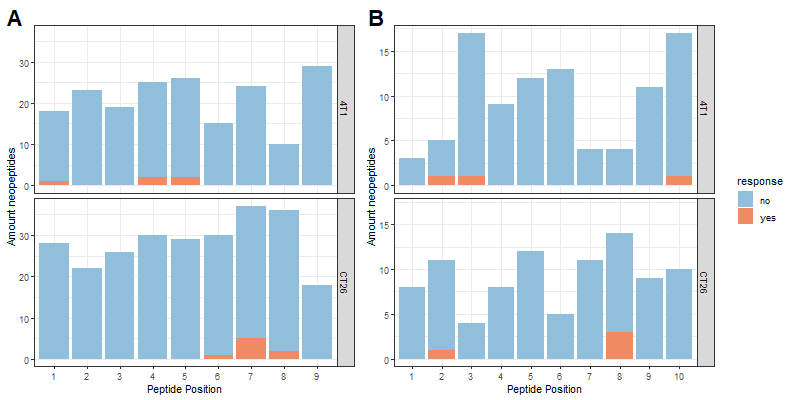 A
Amount neopeptides
30
20
10
0
4T1
30
20
10
0
CT26
1 2 3 4 5 6 7 8 9
Peptide Position
B
Amount neopeptides
15
10
5
0
4T1
15
10
5
0
CT26
1 2 3 4 5 6 7 8 9 10
Peptide Position
response
no
yes